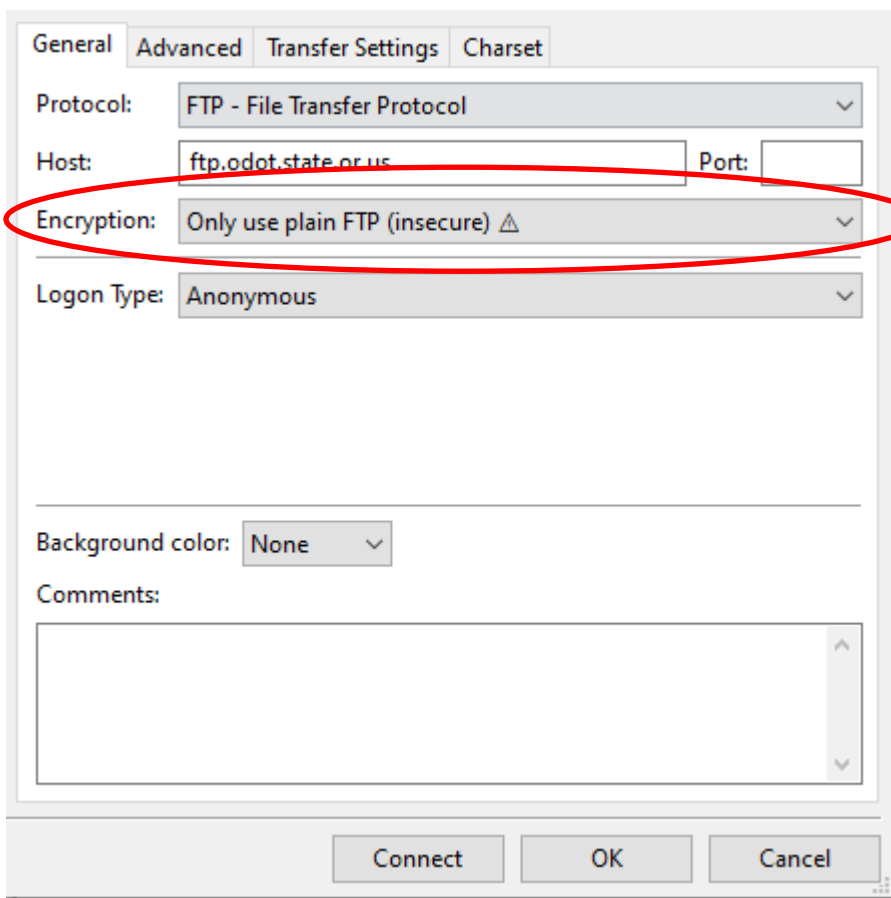 General Advanced Transfer Settings Charset
Protocol: FTP - File Transfer Protocol
Host: ftp.odot.state.or.us Port:
Encryption: Only use plain FTP (insecure) ⚠
Logon Type: Anonymous
Background color: None
Comments:
Connect OK Cancel